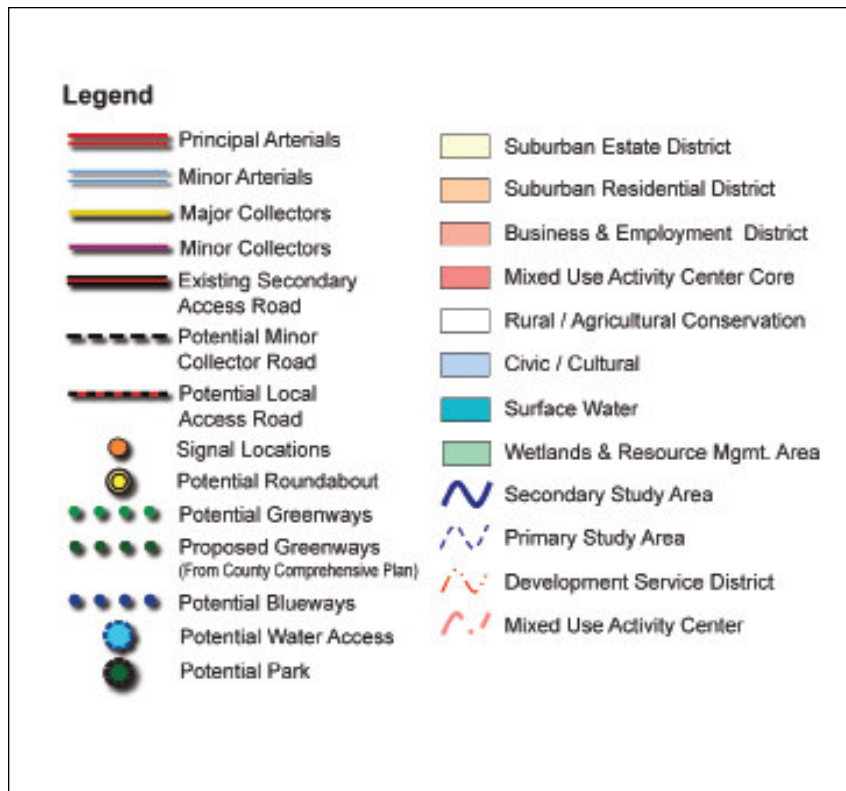 Legend
Principal Arterials
Minor Arterials
Major Collectors
Minor Collectors
Existing Secondary
Access Road
Potential Minor
Collector Road
Potential Local
Access Road
Signal Locations
Potential Roundabout
Potential Greenways
Proposed Greenways
(From County Comprehensive Plan)
Potential Blueways
Potential Water Access
Potential Park
Suburban Estate District
Suburban Residential District
Business & Employment District
Mixed Use Activity Center Core
Rural / Agricultural Conservation
Civic / Cultural
Surface Water
Wetlands & Resource Mgmt. Area
Secondary Study Area
Primary Study Area
Development Service District
Mixed Use Activity Center